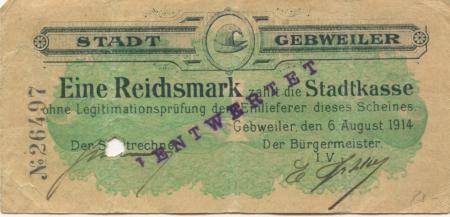 STADT GEBWEILER
Eine Reichsmark zahlt die Stadtkasse
ohne Legitimationsprüfung dem Einlieferer dieses Scheines.
Gebweiler, den 6. August 1914
Der Stadtrechner Der Bürgermeister
I.V.
№ 26497
ENTWERTET